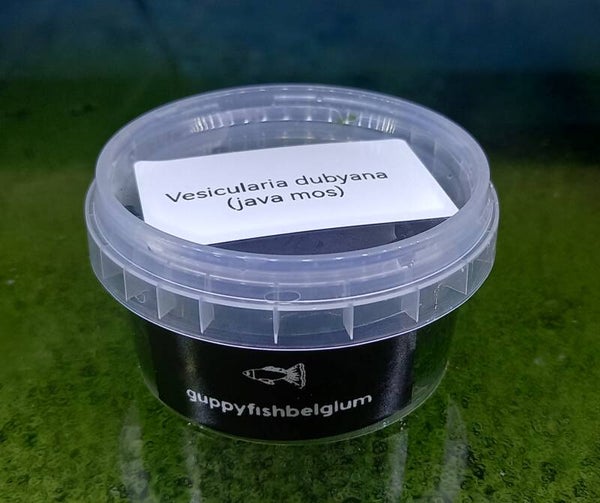 Vesicularia dubyana
(java mos)
guppyfishbelgium